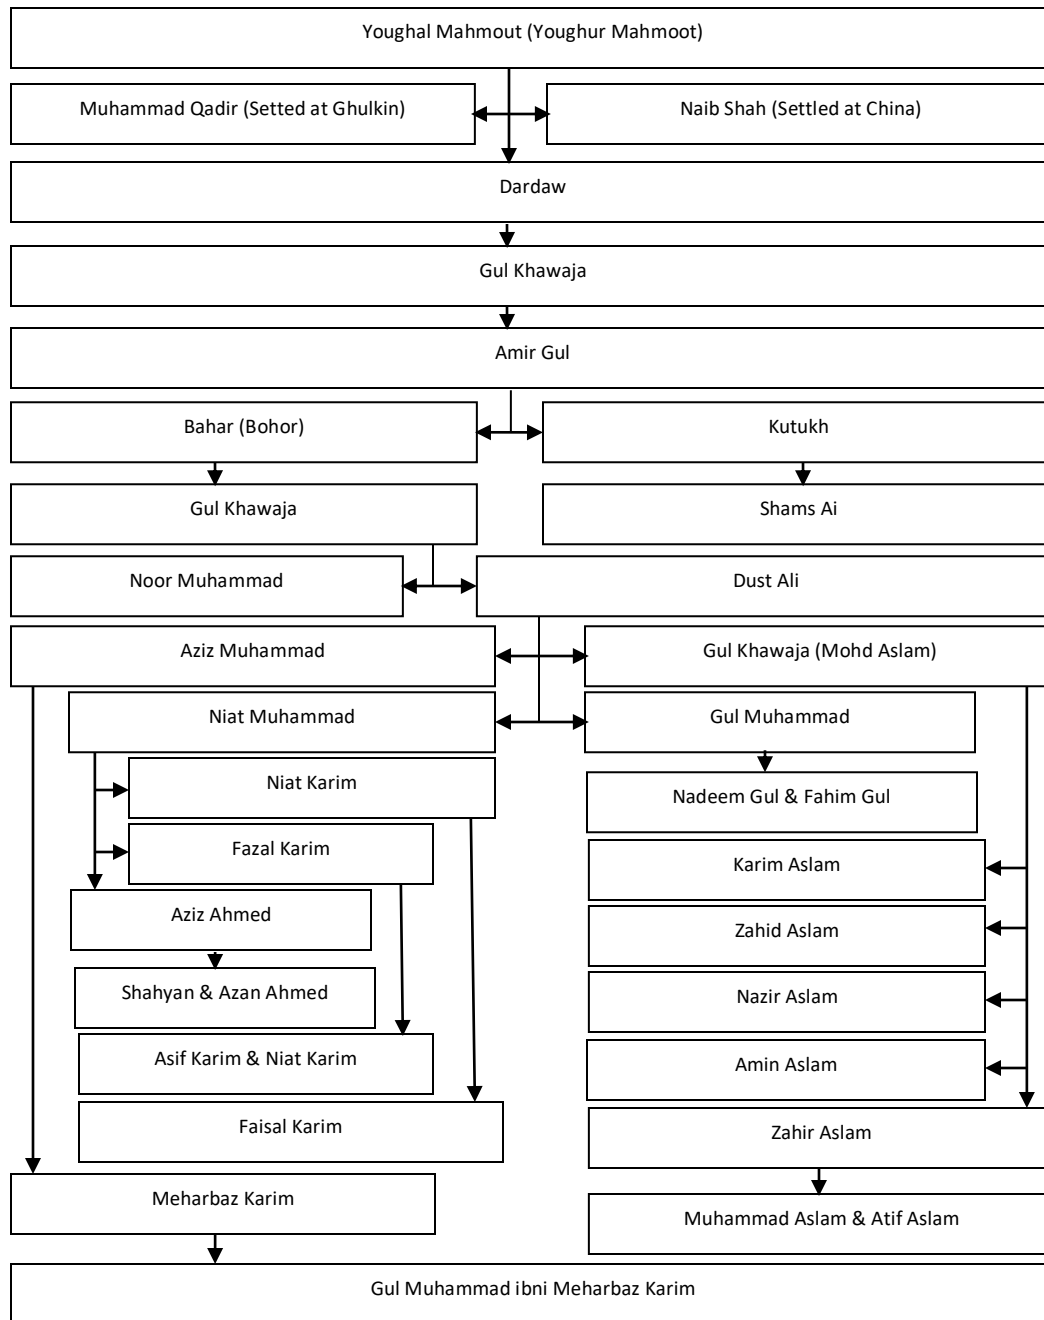 Youghal Mahmout (Youghur Mahmoot)
Muhammad Qadir (Setted at Ghulkin)
Naib Shah (Settled at China)
Dardaw
Gul Khawaja
Amir Gul
Bahar (Bohor)
Kutukh
Gul Khawaja
Shams Ai
Noor Muhammad
Dust Ali
Aziz Muhammad
Gul Khawaja (Mohd Aslam)
Niat Muhammad
Gul Muhammad
Niat Karim
Nadeem Gul & Fahim Gul
Fazal Karim
Karim Aslam
Aziz Ahmed
Zahid Aslam
Shahyan & Azan Ahmed
Nazir Aslam
Asif Karim & Niat Karim
Amin Aslam
Faisal Karim
Zahir Aslam
Meharbaz Karim
Muhammad Aslam & Atif Aslam
Gul Muhammad ibni Meharbaz Karim